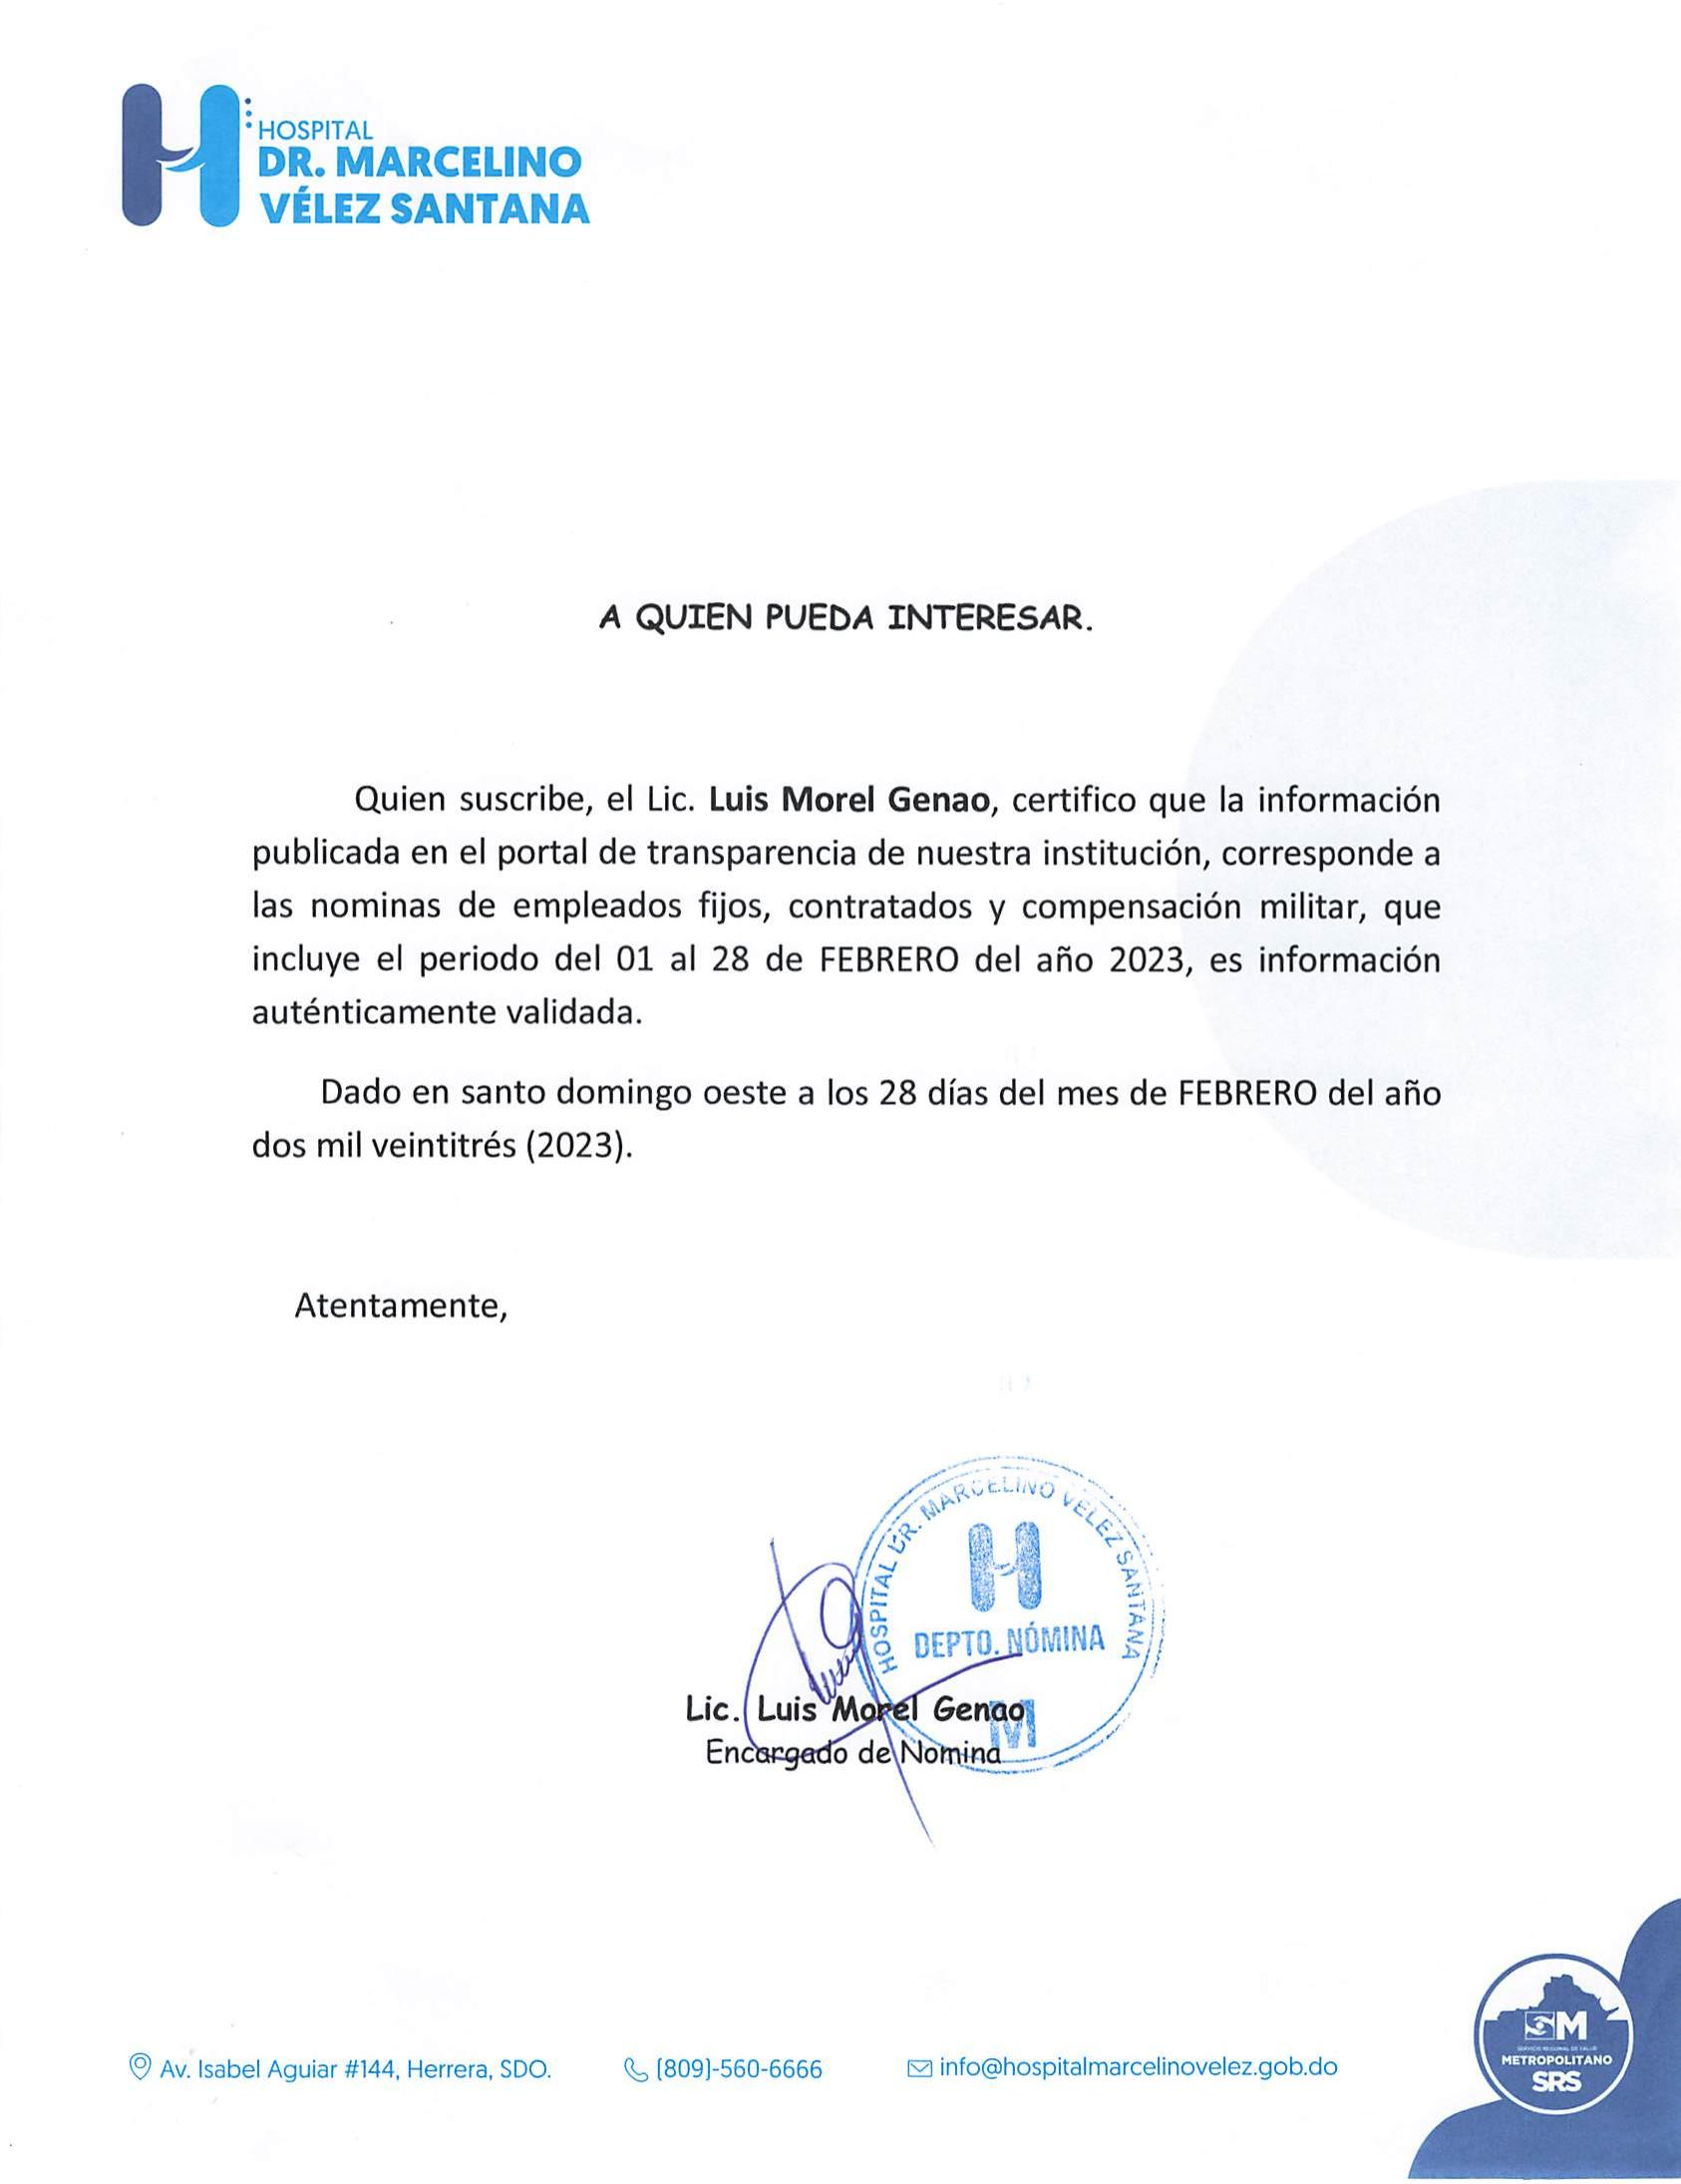 HOSPITAL
DR. MARCELINO
VÉLEZ SANTANA
A QUIEN PUEDA INTERESAR.
Quien suscribe, el Lic. Luis Morel Genao, certifico que la información
publicada en el portal de transparencia de nuestra institución, corresponde a
las nominas de empleados fijos, contratados y compensación militar, que
incluye el periodo del 01 al 28 de FEBRERO del año 2023, es información
auténticamente validada.
Dado en santo domingo oeste a los 28 días del mes de FEBRERO del año
dos mil veintitrés (2023).
Atentamente,
HOSPITAL DR. MARCELINO VELEZ SANTANA
DEPTO. NÓMINA
Lic. Luis Morel Genao
Encargado de Nomina
Av. Isabel Aguiar #144, Herrera, SDO.
(809)-560-6666
info@hospitalmarcelinovelez.gob.do
SERVICIO REGIONAL DE SALUD
METROPOLITANO
SRS